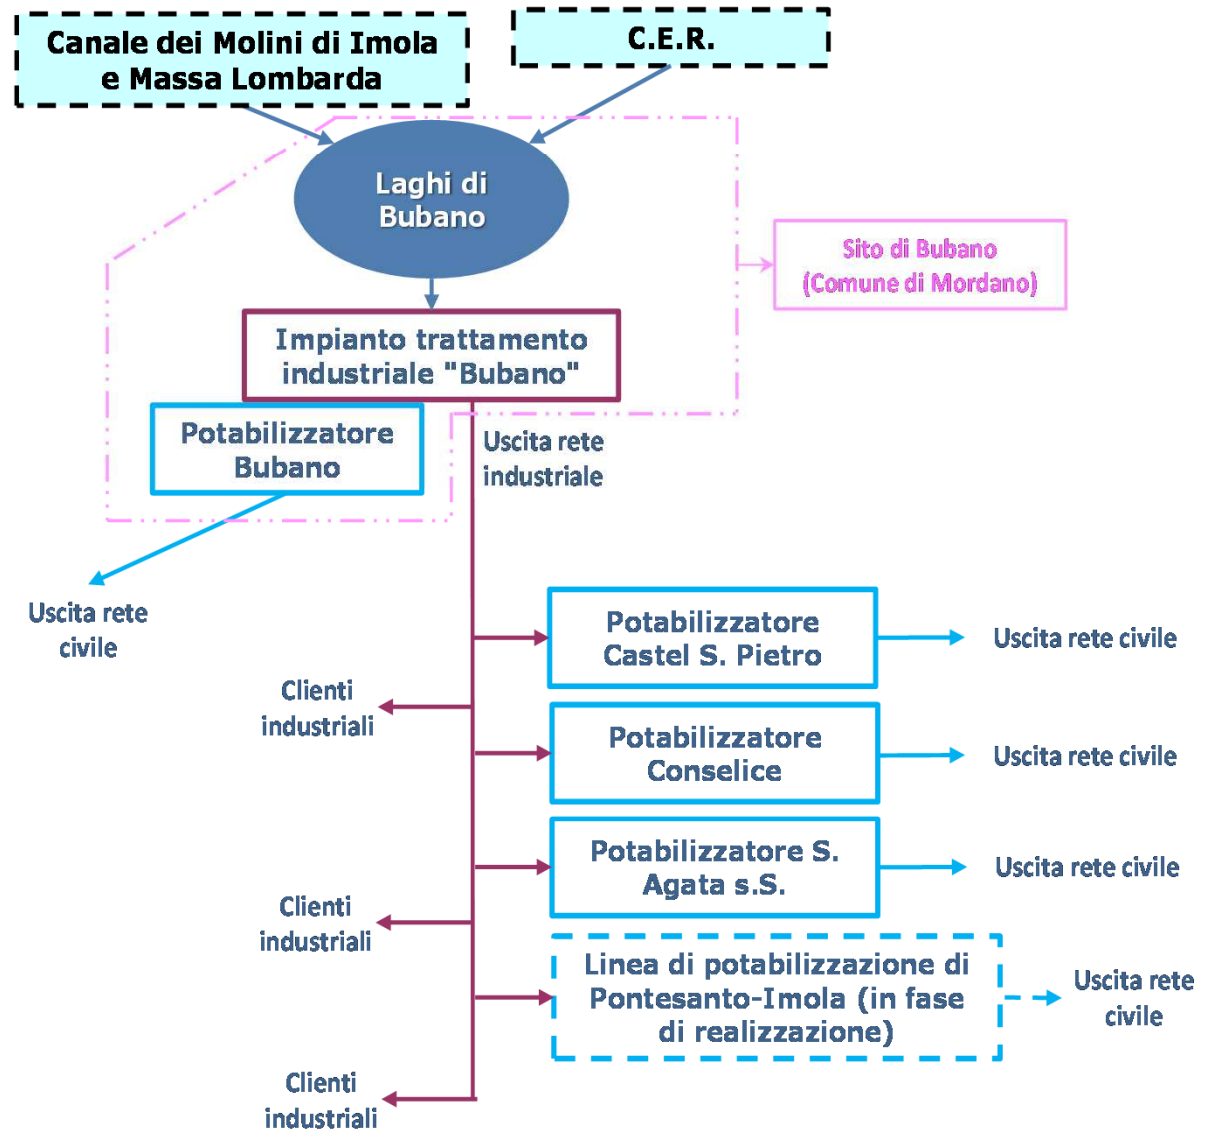 Canale dei Molini di Imola
e Massa Lombarda
C.E.R.
Laghi di
Bubano
Sito di Bubano
(Comune di Mordano)
Impianto trattamento
industriale "Bubano"
Potabilizzatore
Bubano
Uscita rete
industriale
Uscita rete
civile
Potabilizzatore
Castel S. Pietro
Uscita rete civile
Clienti
industriali
Potabilizzatore
Conselice
Uscita rete civile
Potabilizzatore S.
Agata s.S.
Uscita rete civile
Clienti
industriali
Linea di potabilizzazione di
Pontesanto-Imola (in fase
di realizzazione)
Uscita rete
civile
Clienti
industriali